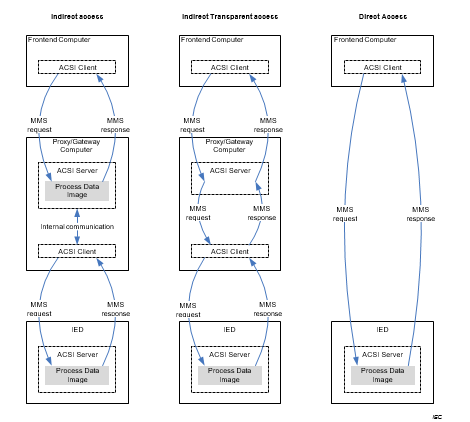 Indirect access
Frontend Computer
ACSI Client
MMS
request
MMS
response
Proxy/Gateway
Computer
ACSI Server
Process Data
Image
Internal communication
ACSI Client
MMS
request
MMS
response
IED
ACSI Server
Process Data
Image
Indirect Transparent access
Frontend Computer
ACSI Client
MMS
request
MMS
response
Proxy/Gateway
Computer
ACSI Server
MMS
request
MMS
response
ACSI Client
MMS
request
MMS
response
IED
ACSI Server
Process Data
Image
Direct Access
Frontend Computer
ACSI Client
MMS
request
MMS
response
IED
ACSI Server
Process Data
Image
IEC